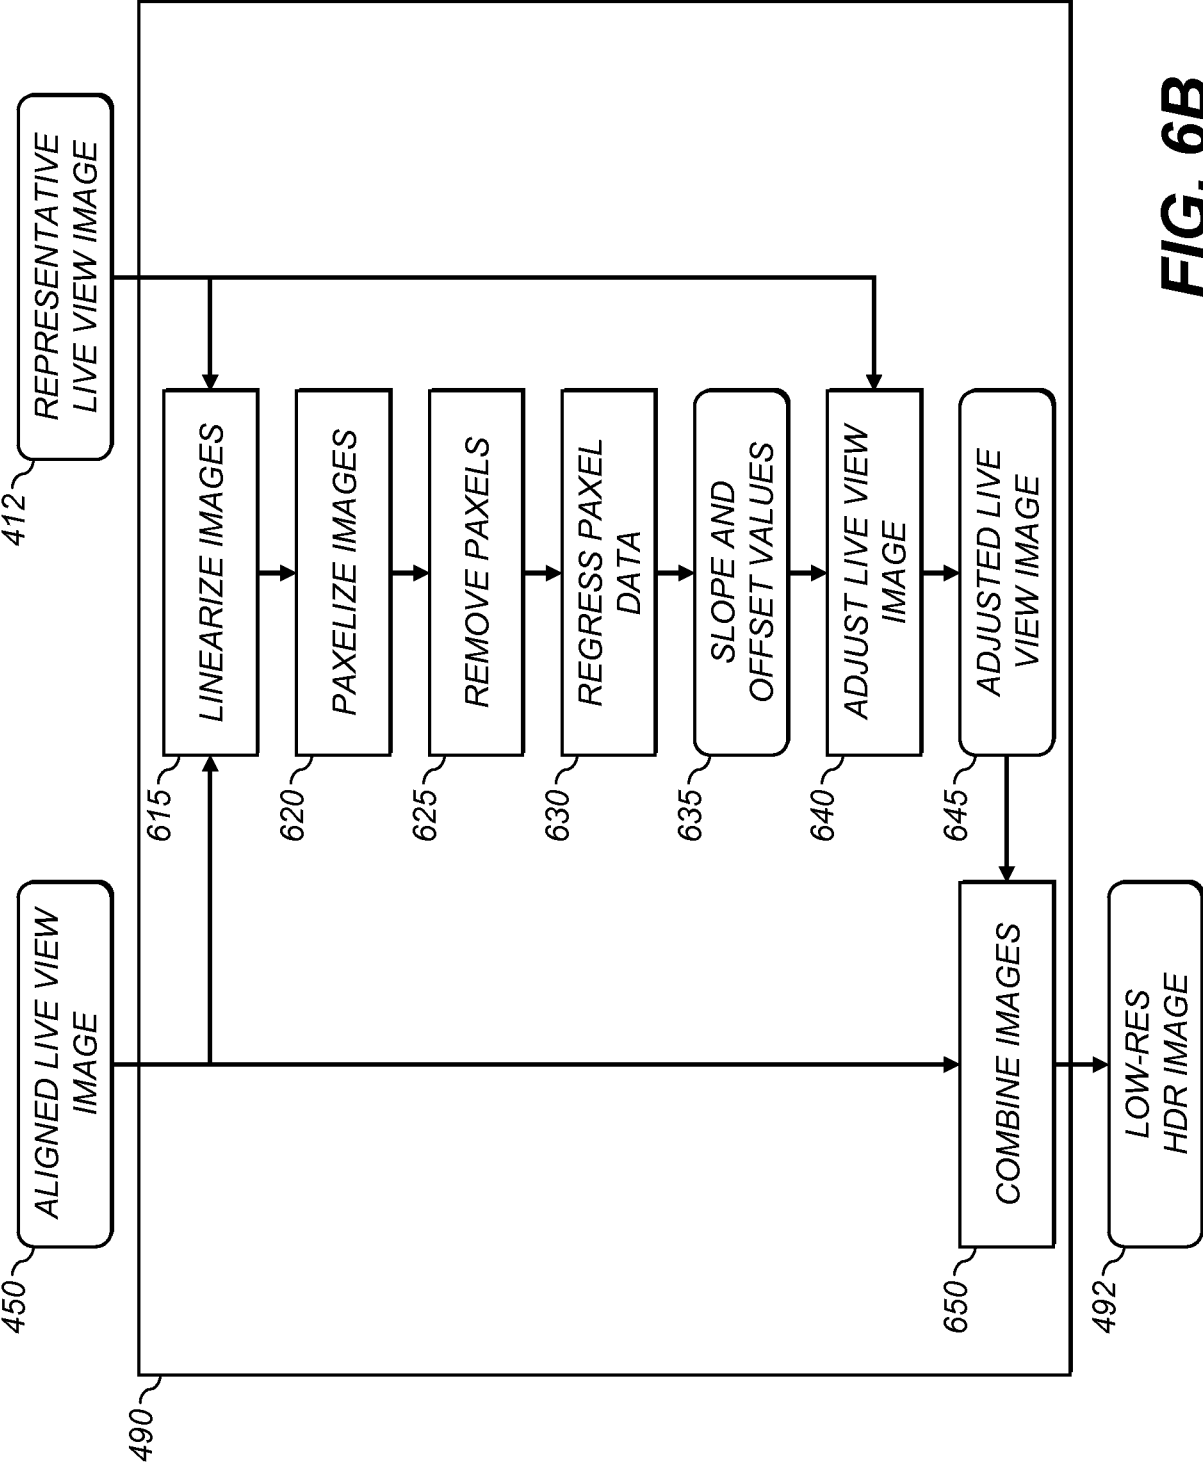 450
ALIGNED LIVE VIEW
IMAGE
412
REPRESENTATIVE
LIVE VIEW IMAGE
490
615
LINEARIZE IMAGES
620
PAXELIZE IMAGES
625
REMOVE PAXELS
630
REGRESS PAXEL
DATA
635
SLOPE AND
OFFSET VALUES
640
ADJUST LIVE VIEW
IMAGE
645
ADJUSTED LIVE
VIEW IMAGE
650
COMBINE IMAGES
492
LOW-RES
HDR IMAGE
FIG. 6B